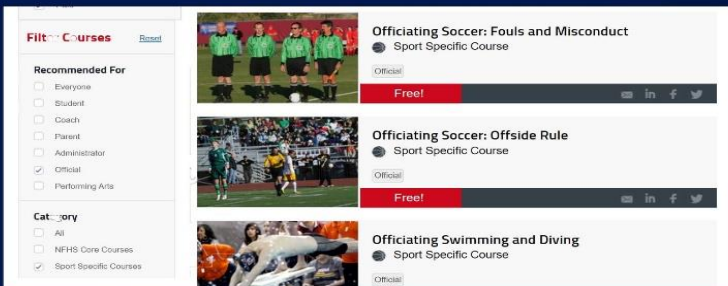 Filter Courses
Reset
Recommended For
Everyone
Student
Coach
Parent
Administrator
Official
Performing Arts
Category
All
NFHS Core Courses
Sport Specific Courses
Officiating Soccer: Fouls and Misconduct
Sport Specific Course
Official
Free!
Officiating Soccer: Offside Rule
Sport Specific Course
Official
Free!
Officiating Swimming and Diving
Sport Specific Course
Official